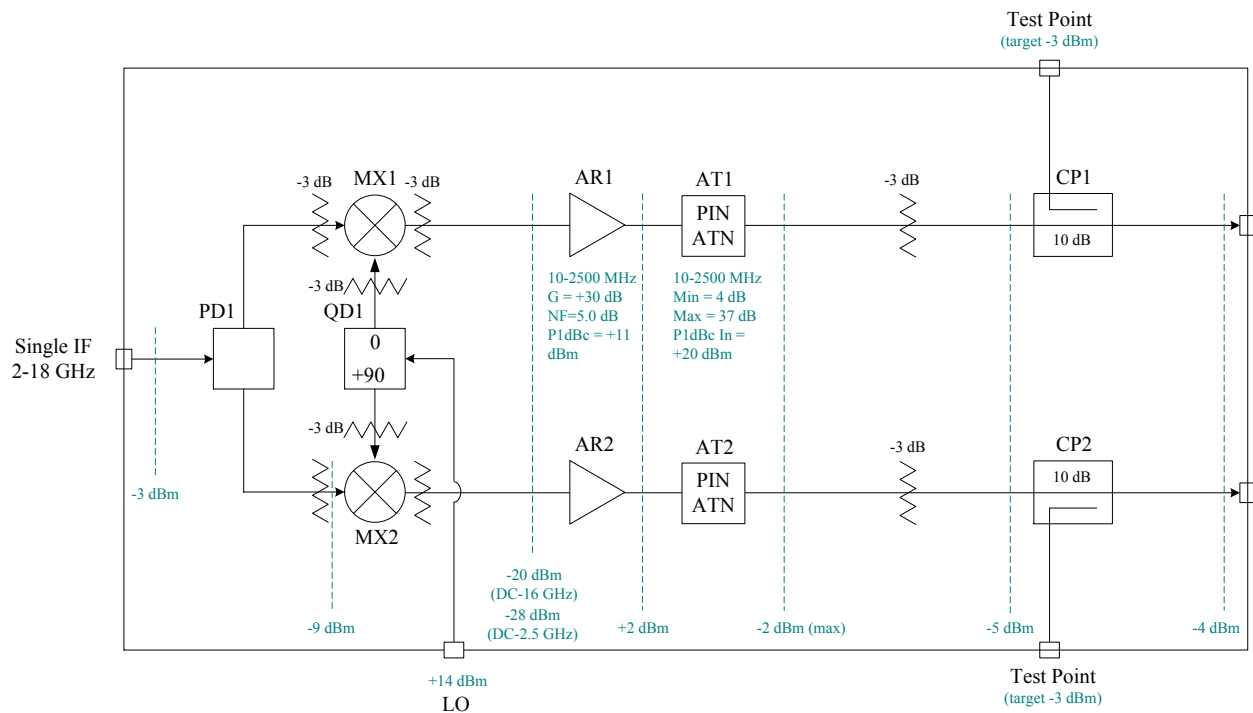 Test Point
(target -3 dBm)
-3 dB
MX1
-3 dB
AR1
AT1
-3 dB
CP1
PIN
ATN
10 dB
-3 dB
10-2500 MHz
G = +30 dB
NF=5.0 dB
P1dBc = +11
dBm
10-2500 MHz
Min = 4 dB
Max = 37 dB
P1dBc In =
+20 dBm
PD1
QD1
Single IF
2-18 GHz
0
+90
-3 dB
AR2
AT2
-3 dB
CP2
PIN
ATN
10 dB
-3 dBm
MX2
-20 dBm
(DC-16 GHz)
-28 dBm
(DC-2.5 GHz)
-9 dBm
+2 dBm
-2 dBm (max)
-5 dBm
-4 dBm
+14 dBm
LO
Test Point
(target -3 dBm)